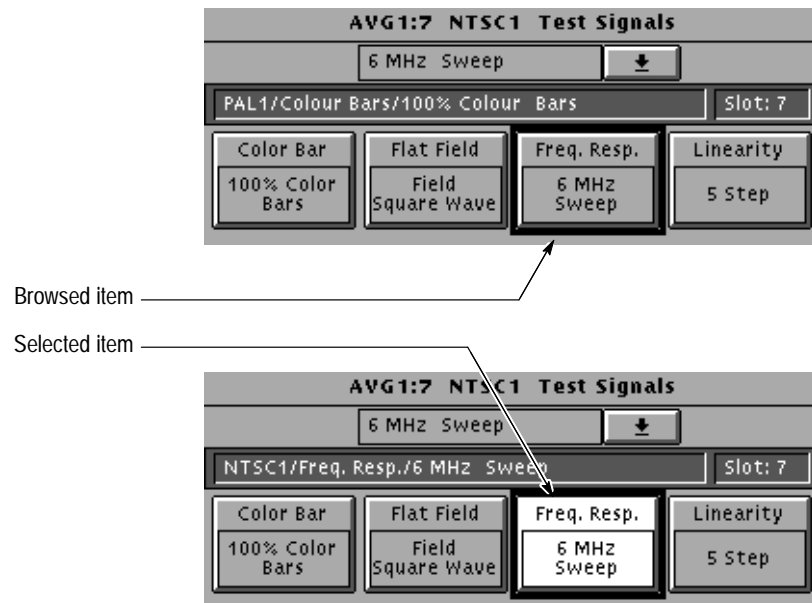 AVG1:7 NTSC1 Test Signals
6 MHz Sweep
PAL1/Colour Bars/100% Colour Bars
Slot: 7
Color Bar
100% Color
Bars
Flat Field
Field
Square Wave
Freq. Resp.
6 MHz
Sweep
Linearity
5 Step
Browsed item
Selected item
AVG1:7 NTSC1 Test Signals
6 MHz Sweep
NTSC1/Freq. Resp./6 MHz Sweep
Slot: 7
Color Bar
100% Color
Bars
Flat Field
Field
Square Wave
Freq. Resp.
6 MHz
Sweep
Linearity
5 Step